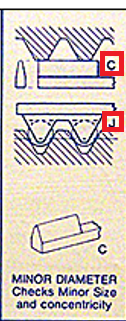 C
J
C
MINOR DIAMETER
Checks Minor Size
and concentricity